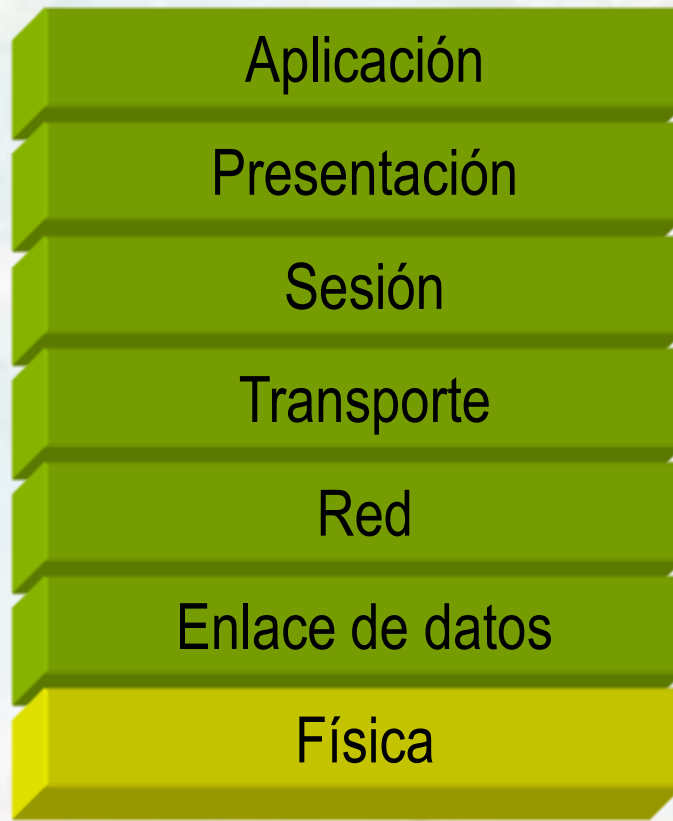 Aplicación
Presentación
Sesión
Transporte
Red
Enlace de datos
Física